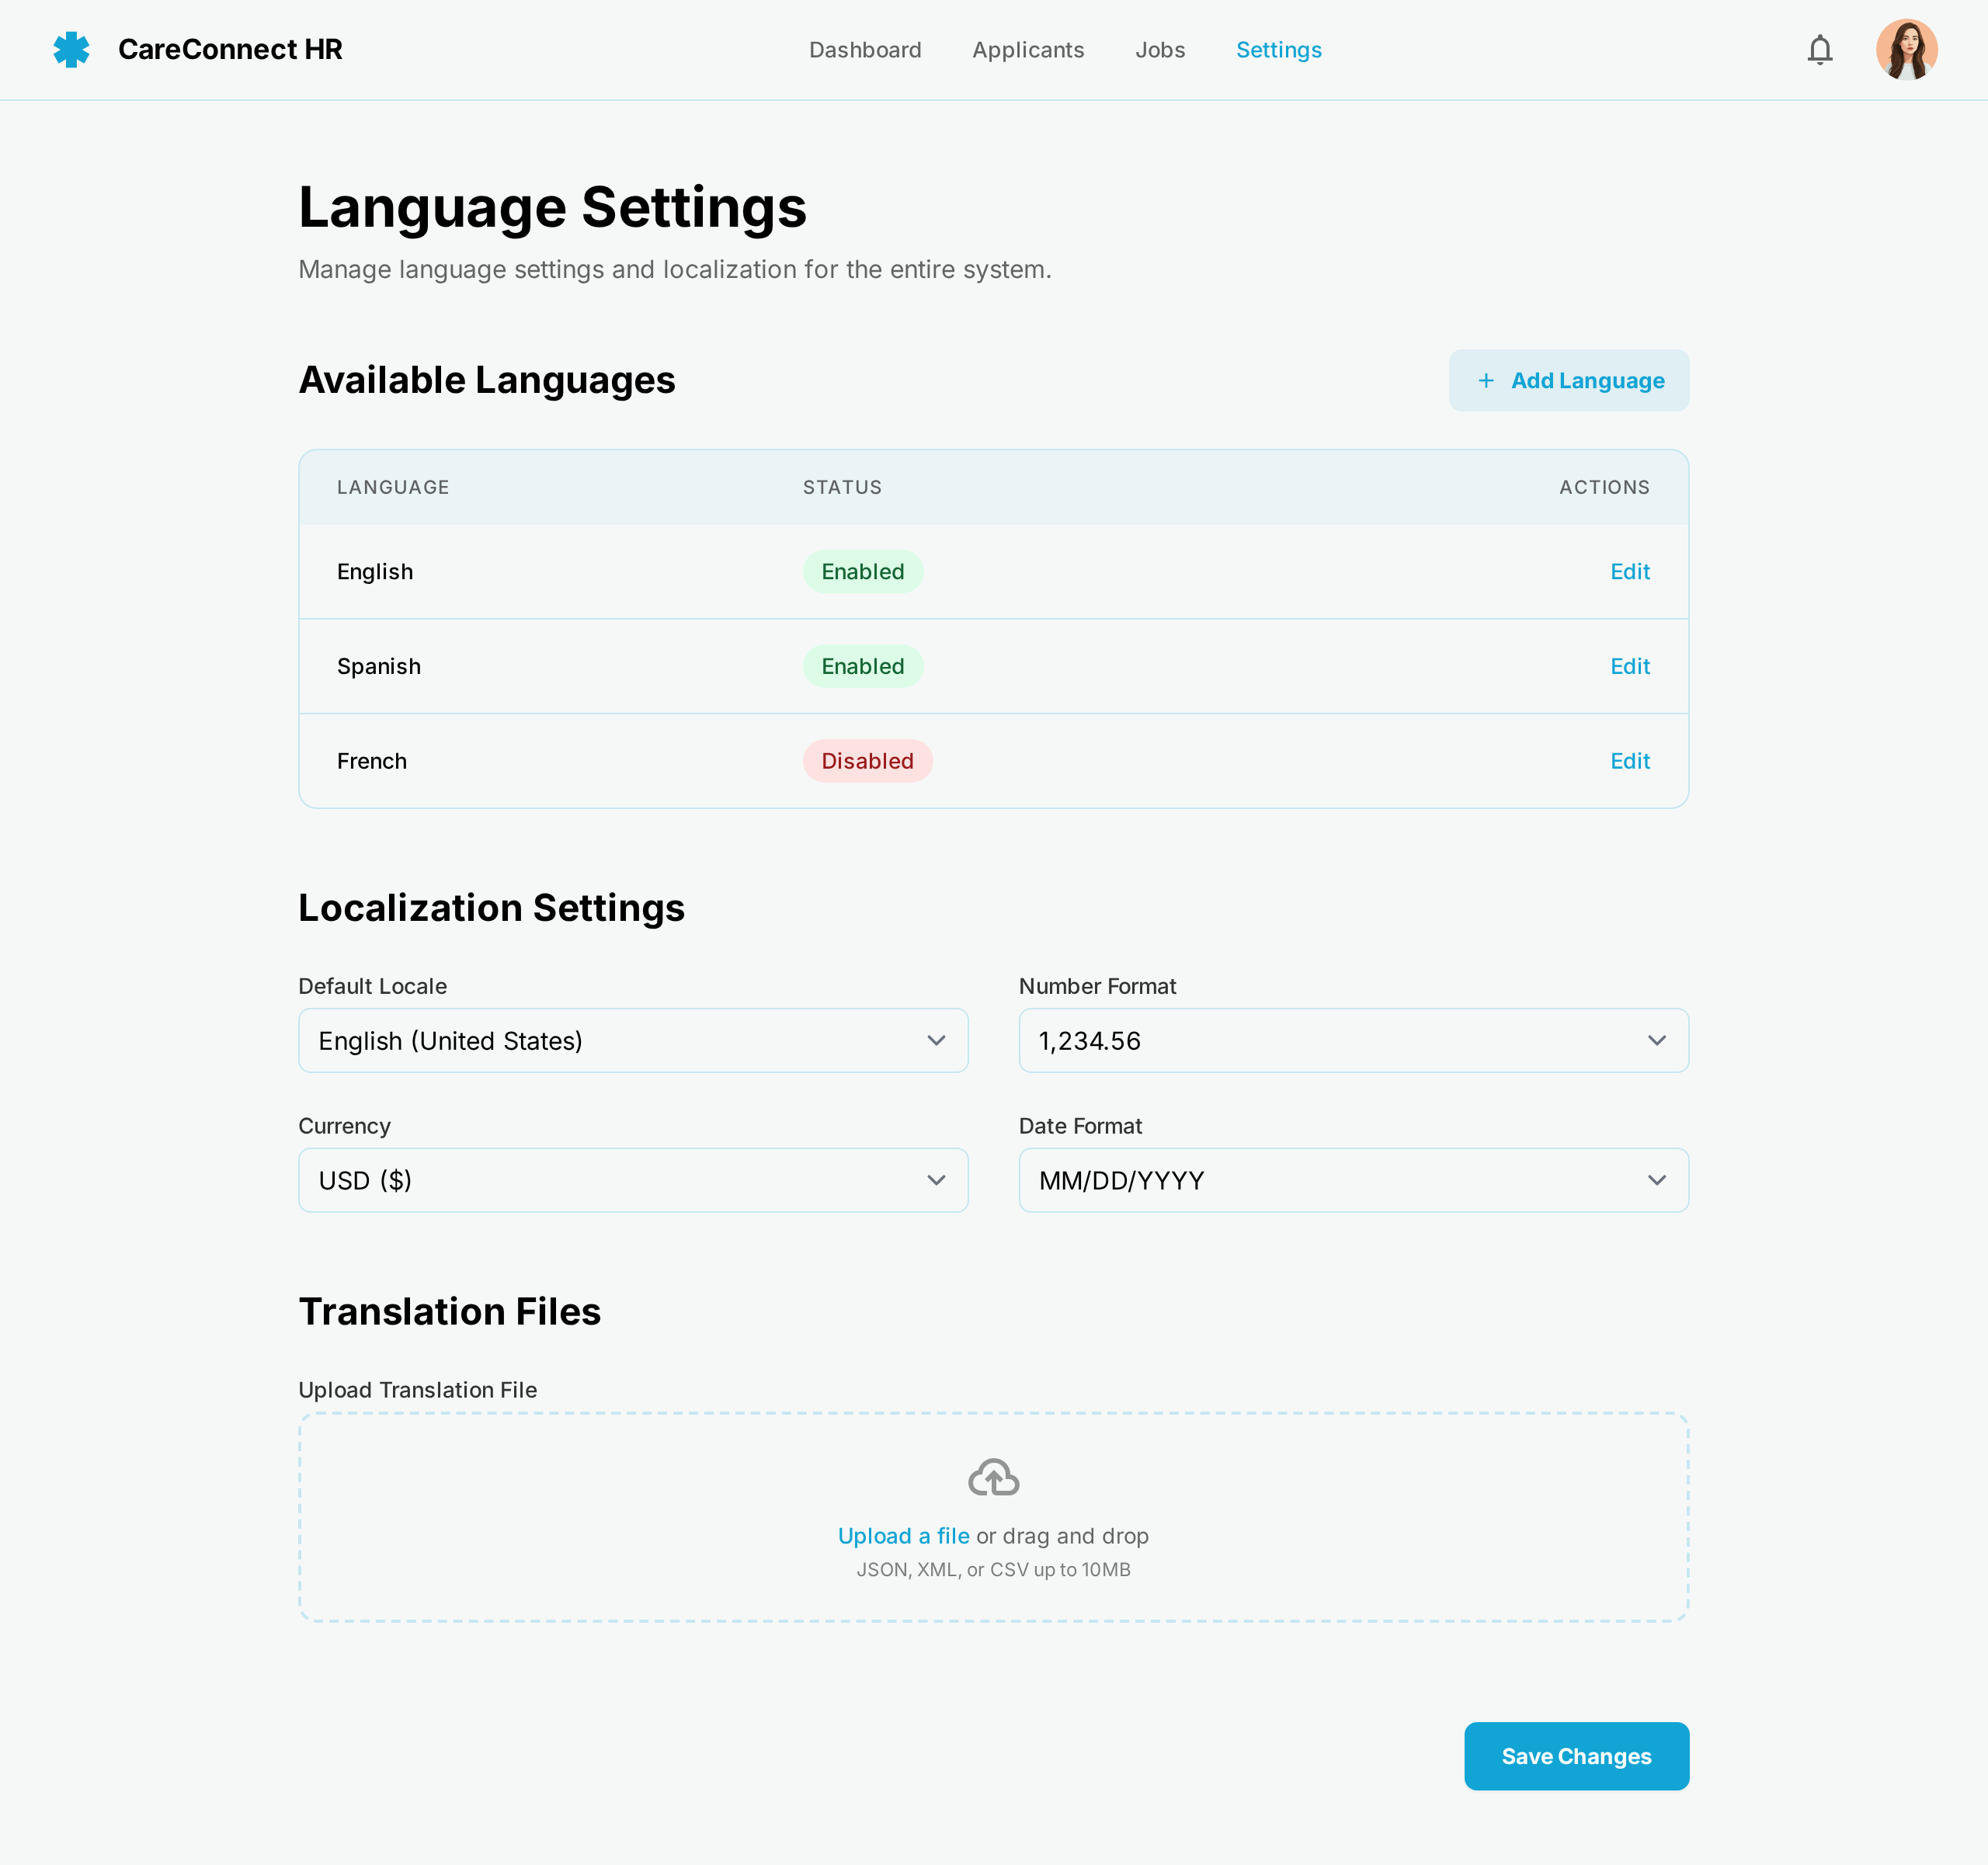 CareConnect HR
Dashboard
Applicants
Jobs
Settings
Language Settings
Manage language settings and localization for the entire system.
Available Languages
Add Language
LANGUAGE STATUS ACTIONS
English Enabled Edit
Spanish Enabled Edit
French Disabled Edit
Localization Settings
Default Locale
English (United States)
Number Format
1,234.56
Currency
USD ($)
Date Format
MM/DD/YYYY
Translation Files
Upload Translation File
Upload a file or drag and drop
JSON, XML, or CSV up to 10MB
Save Changes